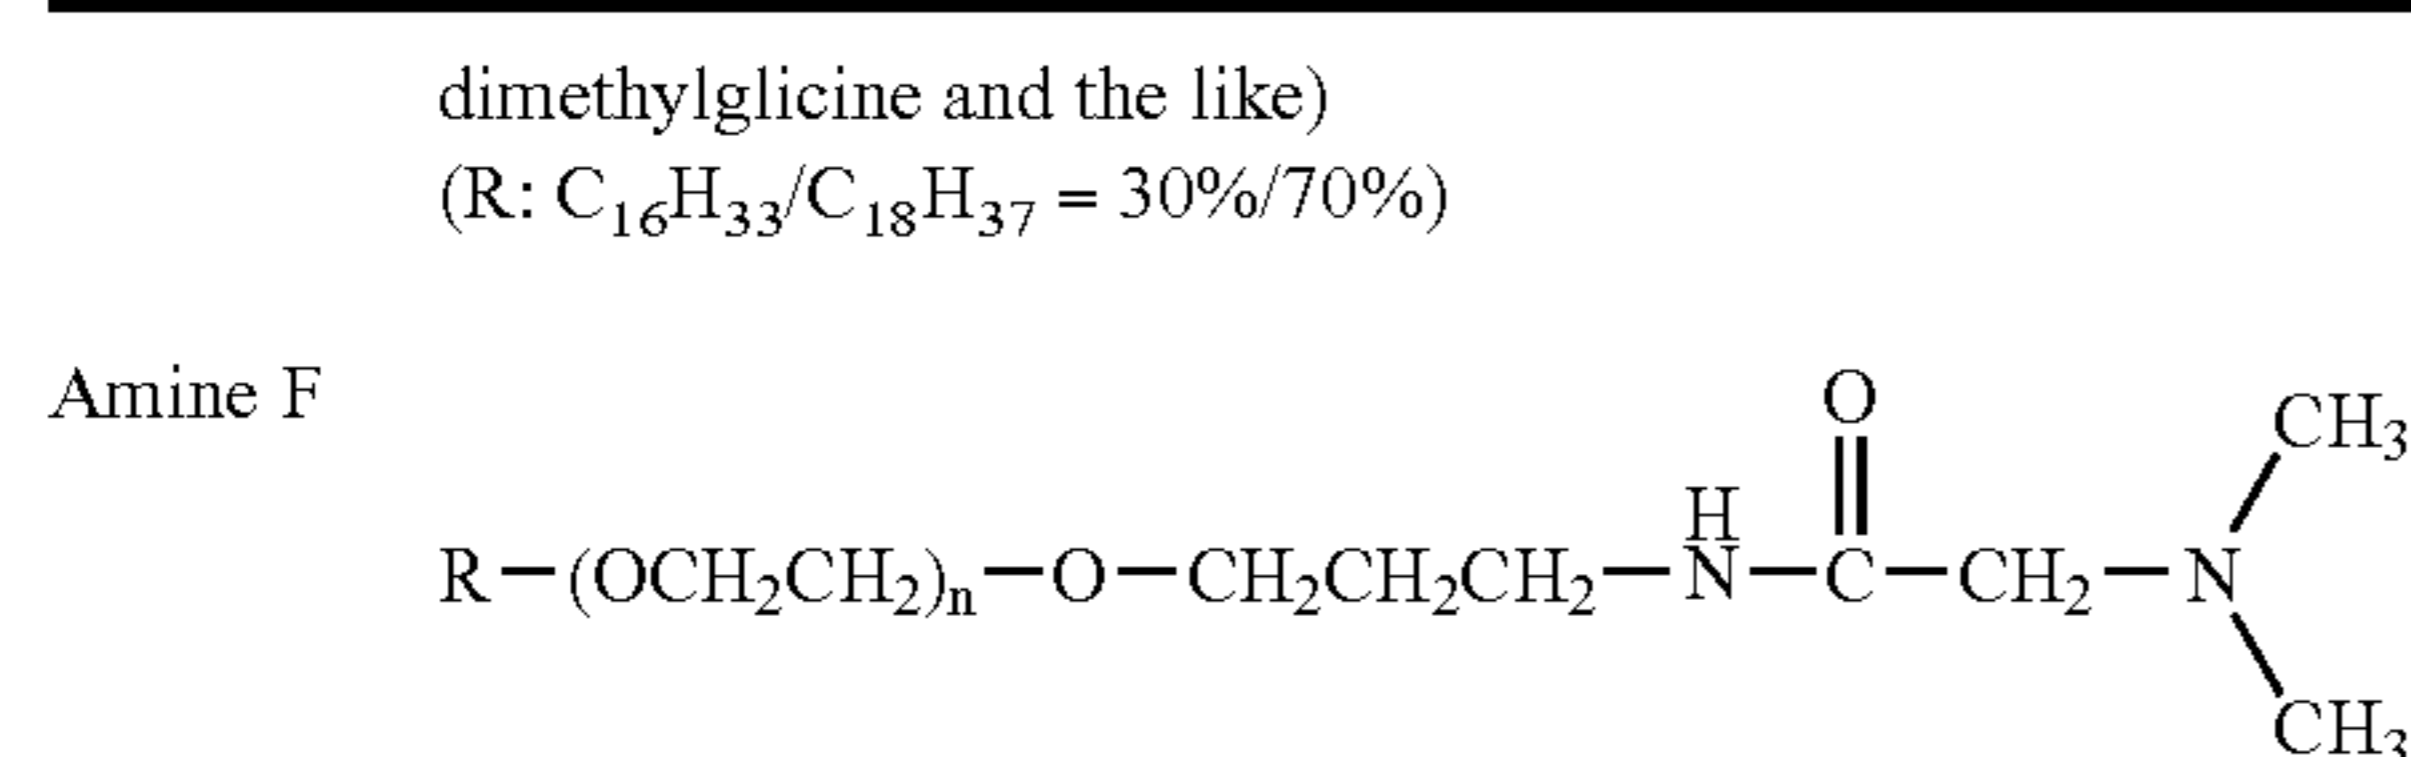 dimethylglicine and the like)
(R: C₁₆H₃₃/C₁₈H₃₇ = 30%/70%)
Amine F
O
CH₃
H
R—(OCH₂CH₂)ₙ—O—CH₂CH₂CH₂—N—C—CH₂—N
CH₃